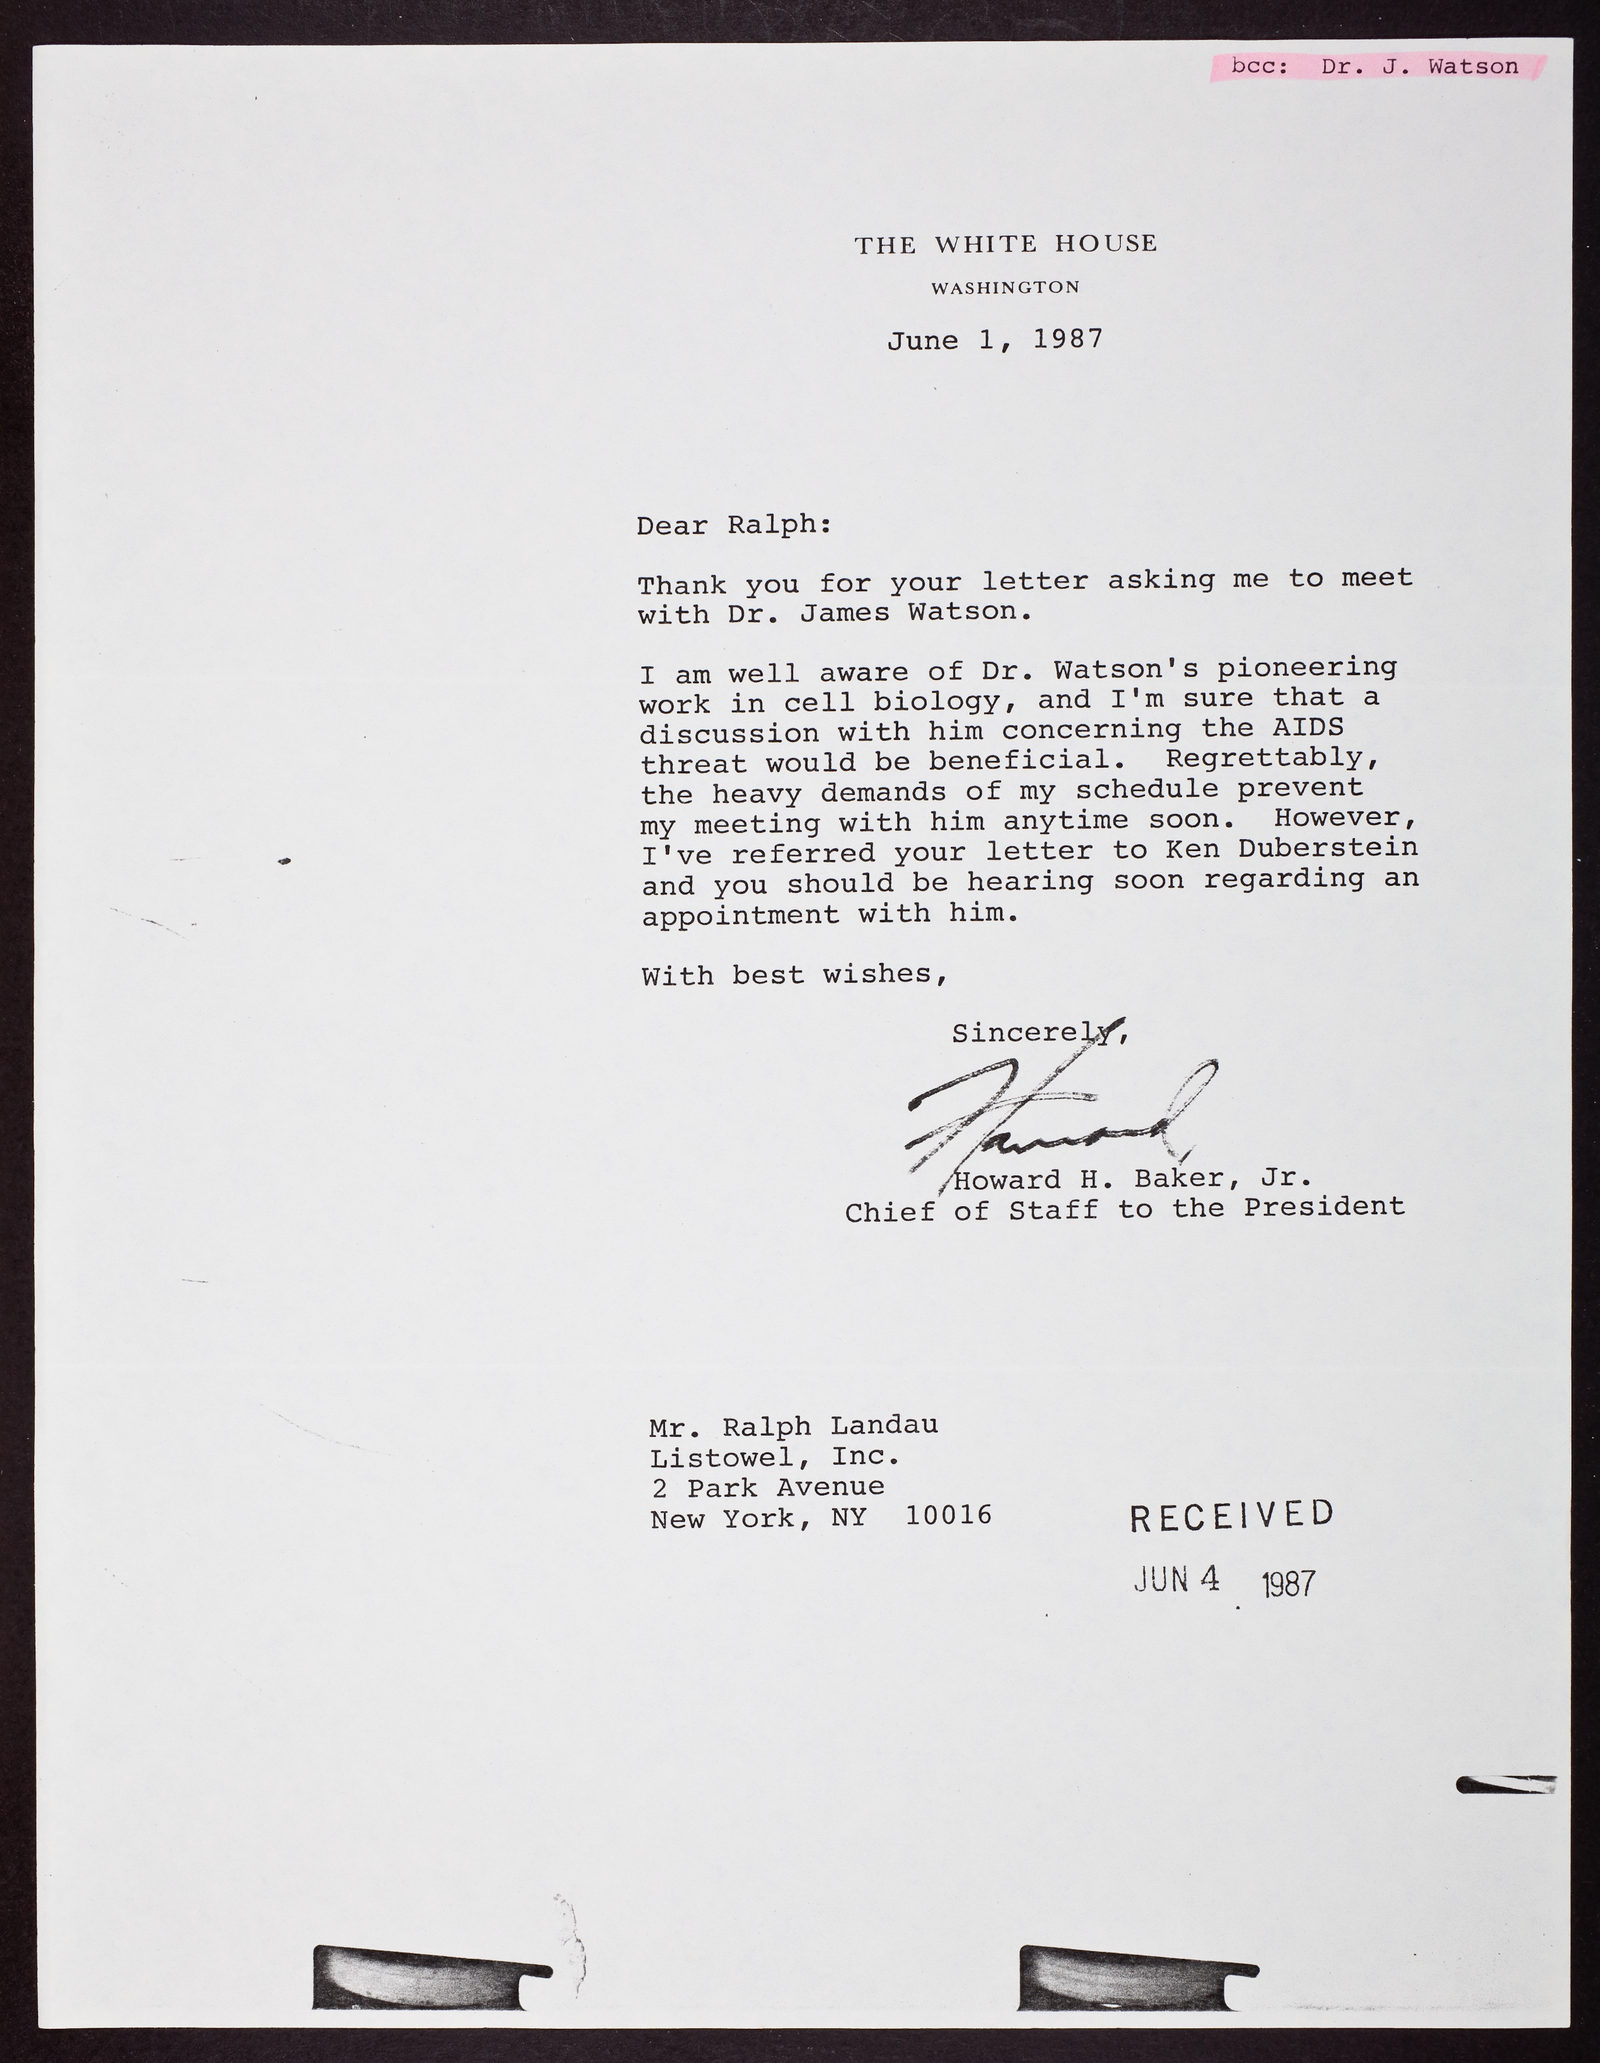 bcc: Dr. J. Watson
THE WHITE HOUSE
WASHINGTON
June 1, 1987
Dear Ralph:
Thank you for your letter asking me to meet
with Dr. James Watson.
I am well aware of Dr. Watson's pioneering
work in cell biology, and I'm sure that a
discussion with him concerning the AIDS
threat would be beneficial. Regrettably,
the heavy demands of my schedule prevent
my meeting with him anytime soon. However,
I've referred your letter to Ken Duberstein
and you should be hearing soon regarding an
appointment with him.
With best wishes,
Sincerely,
Howard
Howard H. Baker, Jr.
Chief of Staff to the President
Mr. Ralph Landau
Listowel, Inc.
2 Park Avenue
New York, NY 10016
RECEIVED
JUN 4 1987